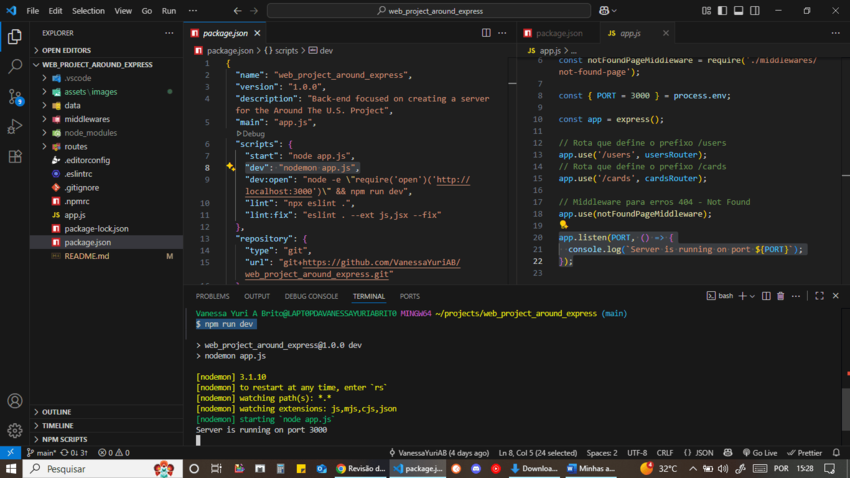 File Edit Selection View Go Run ···
web_project_around_express
EXPLORER
OPEN EDITORS
WEB_PROJECT_AROUND_EXPRESS
.vscode
assets\images
data
middlewares
node_modules
routes
.editorconfig
.eslintrc
.gitignore
.npmrc
app.js
package-lock.json
package.json
README.md M
OUTLINE
TIMELINE
NPM SCRIPTS
9
package.json
package.json > {} scripts > dev
1 {
2 "name": "web_project_around_express",
3 "version": "1.0.0",
4 "description": "Back-end focused on creating a server
for the Around The U.S. Project",
5 "main": "app.js",
Debug
6 "scripts": {
7 "start": "node app.js",
8 "dev": "nodemon app.js",
9 "dev:open": "node -e \"require('open')('http://
localhost:3000')\" && npm run dev",
10 "lint": "npx eslint .",
11 "lint:fix": "eslint . --ext js,jsx --fix"
12 },
13 "repository": {
14 "type": "git",
15 "url": "git+https://github.com/VanessaYuriAB/
web_project_around_express.git"
package.json
JS app.js
JS app.js > ...
6 const notFoundPageMiddleware = require('./middlewares/
not-found-page');
7
8 const { PORT = 3000 } = process.env;
9
10 const app = express();
11
12 // Rota que define o prefixo /users
13 app.use('/users', usersRouter);
14 // Rota que define o prefixo /cards
15 app.use('/cards', cardsRouter);
16
17 // Middleware para erros 404 - Not Found
18 app.use(notFoundPageMiddleware);
19
20 app.listen(PORT, () => {
21 console.log(`Server is running on port ${PORT}`);
22 });
23
PROBLEMS OUTPUT DEBUG CONSOLE TERMINAL PORTS
bash
Vanessa Yuri A Brito@LAPT0PDAVANESSAYURIABRIT0 MINGW64 ~/projects/web_project_around_express (main)
$ npm run dev
> web_project_around_express@1.0.0 dev
> nodemon app.js
[nodemon] 3.1.10
[nodemon] to restart at any time, enter `rs`
[nodemon] watching path(s): *.*
[nodemon] watching extensions: js,mjs,cjs,json
[nodemon] starting `node app.js`
Server is running on port 3000
main* 0↓ 3↑ 0 0 VanessaYuriAB (4 days ago) Ln 8, Col 5 (24 selected) Spaces: 2 UTF-8 CRLF {} JSON Go Live Prettier
Pesquisar Revisão d... package.j... Downloa... Minhas a... 32°C POR 15:28